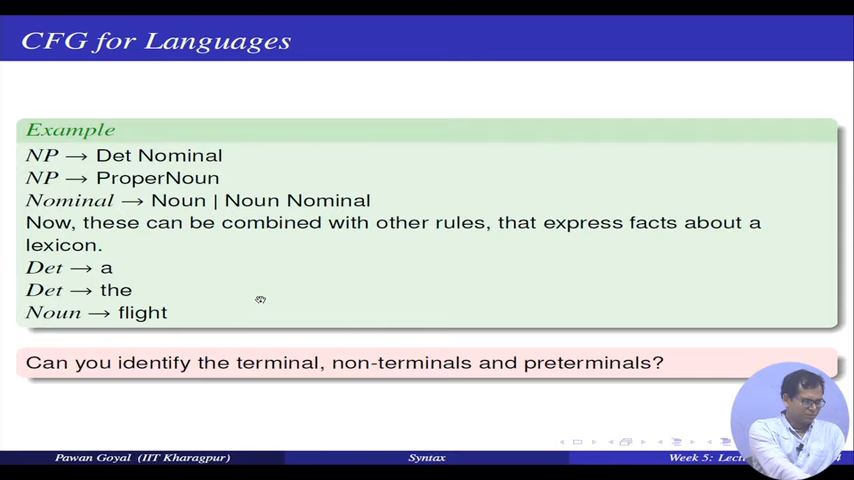 CFG for Languages
Example
NP → Det Nominal
NP → ProperNoun
Nominal → Noun | Noun Nominal
Now, these can be combined with other rules, that express facts about a
lexicon.
Det → a
Det → the
Noun → flight
Can you identify the terminal, non-terminals and preterminals?
Pawan Goyal (IIT Kharagpur)
Syntax
Week 5: